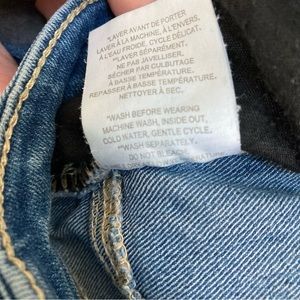 *LAVER AVANT DE PORTER
LAVER À LA MACHINE, À L'ENVERS,
À L'EAU FROIDE, CYCLE DÉLICAT.
**LAVER SÉPARÉMENT.
NE PAS JAVELLISER.
SÉCHER PAR CULBUTAGE
À BASSE TEMPÉRATURE.
REPASSER À BASSE TEMPÉRATURE.
NETTOYER À SEC.
*WASH BEFORE WEARING
MACHINE WASH, INSIDE OUT,
COLD WATER, GENTLE CYCLE.
**WASH SEPARATELY.
DO NOT BLEACH.